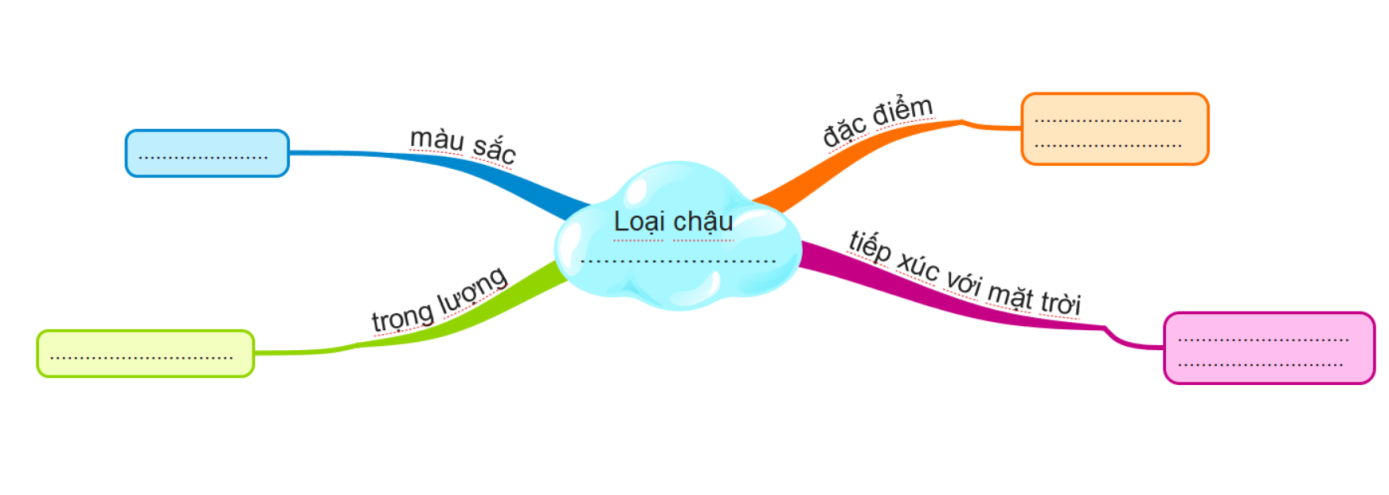 màu sắc
......................
đặc điểm
.........................
.........................
Loại chậu
.........................
tiếp xúc với mặt trời
.............................
............................
trọng lượng
...............................